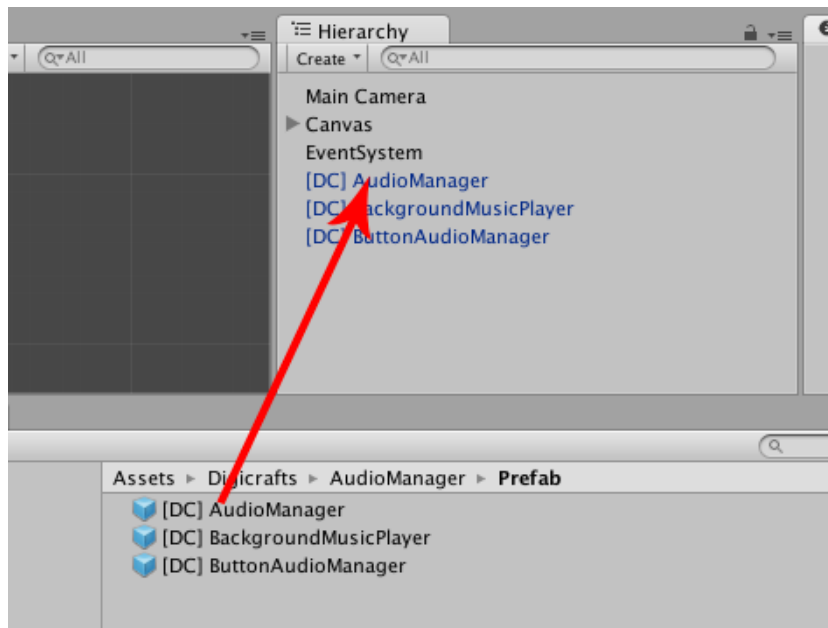 Hierarchy
All
Create
All
Main Camera
Canvas
EventSystem
[DC] AudioManager
[DC] BackgroundMusicPlayer
[DC] ButtonAudioManager
Assets ▸ Digicrafts ▸ AudioManager ▸ Prefab
[DC] AudioManager
[DC] BackgroundMusicPlayer
[DC] ButtonAudioManager